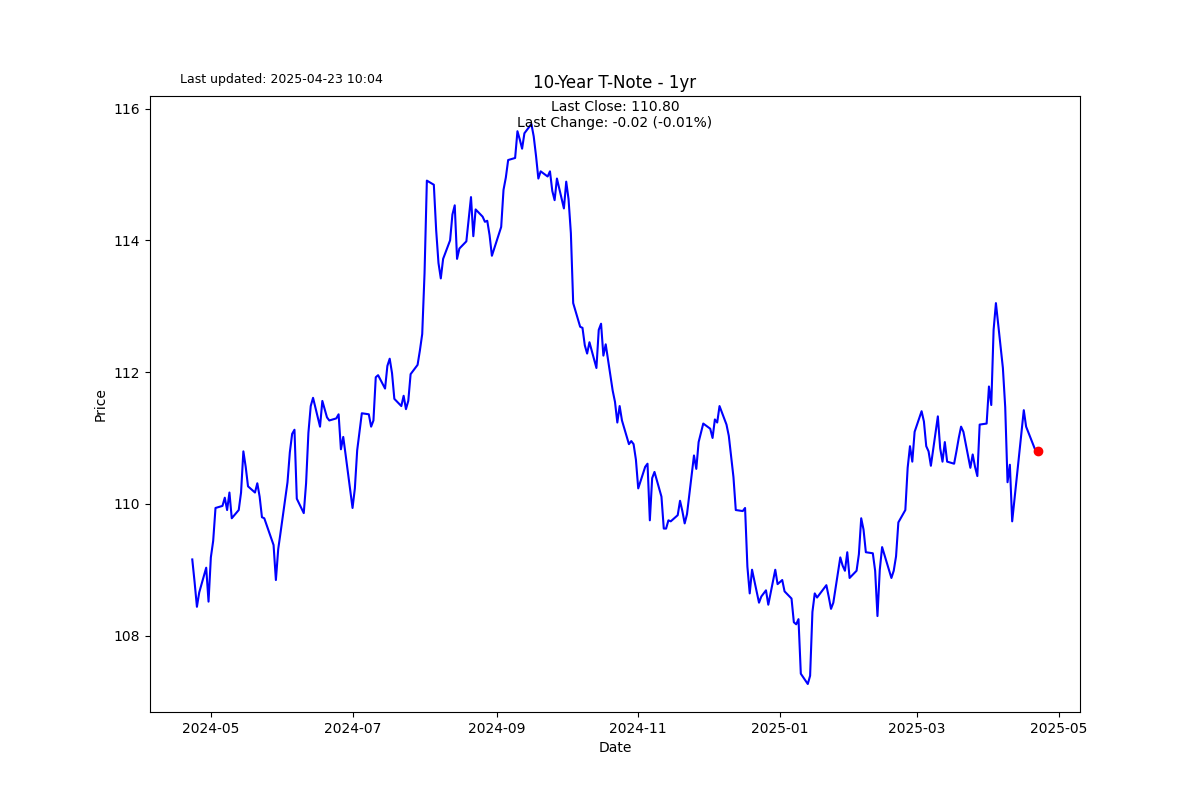 Last updated: 2025-04-23 10:04
10-Year T-Note - 1yr
Last Close: 110.80
Last Change: -0.02 (-0.01%)
116
114
112
110
108
Price
2024-05
2024-07
2024-09
2024-11
2025-01
2025-03
2025-05
Date